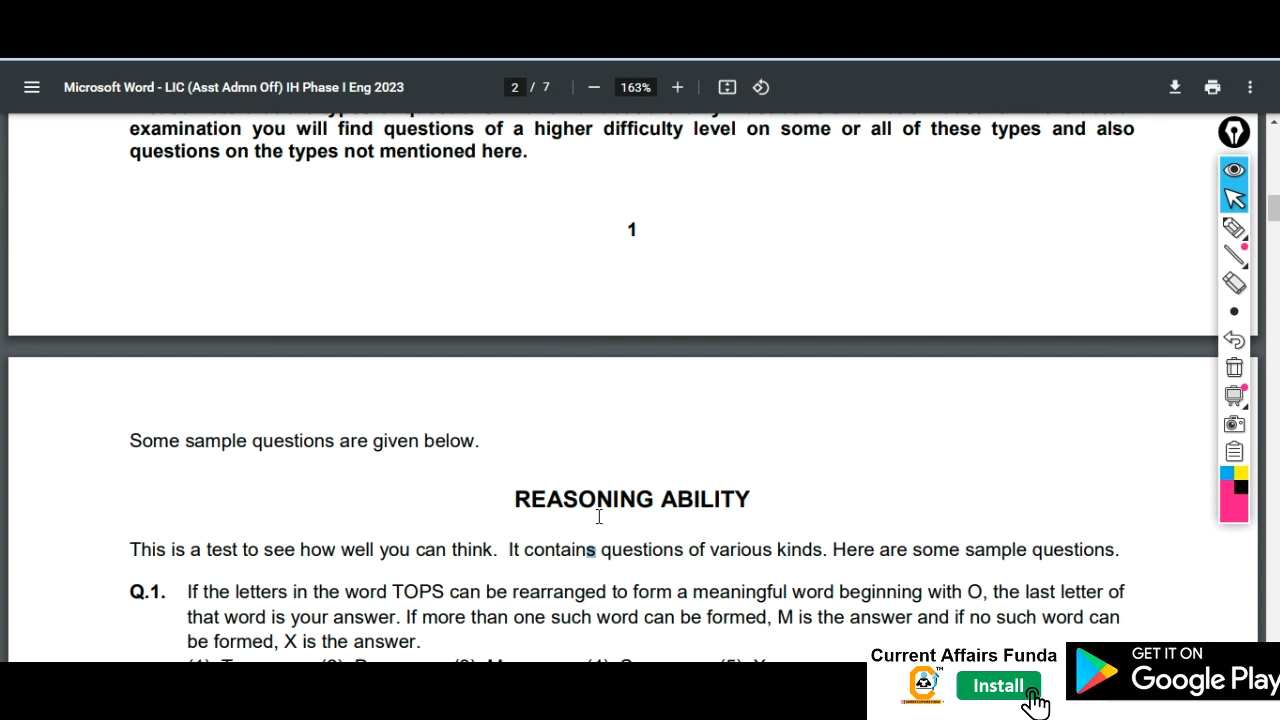 Microsoft Word - LIC (Asst Admn Off) IH Phase I Eng 2023
2 / 7
163%
examination you will find questions of a higher difficulty level on some or all of these types and also
questions on the types not mentioned here.
1
Some sample questions are given below.
REASONING ABILITY
This is a test to see how well you can think. It contains questions of various kinds. Here are some sample questions.
Q.1. If the letters in the word TOPS can be rearranged to form a meaningful word beginning with O, the last letter of
that word is your answer. If more than one such word can be formed, M is the answer and if no such word can
be formed, X is the answer.
Current Affairs Funda
Install
GET IT ON
Google Play